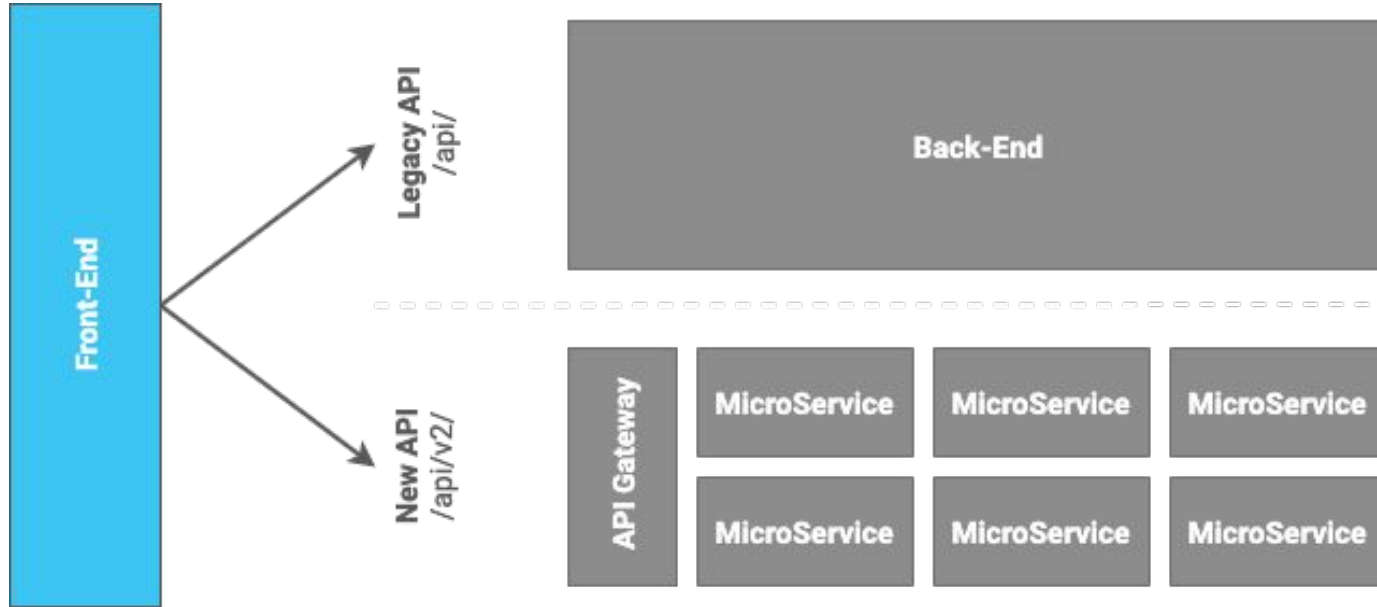 Front-End
Legacy API
/api/
Back-End
New API
/api/v2/
API Gateway
MicroService
MicroService
MicroService
MicroService
MicroService
MicroService